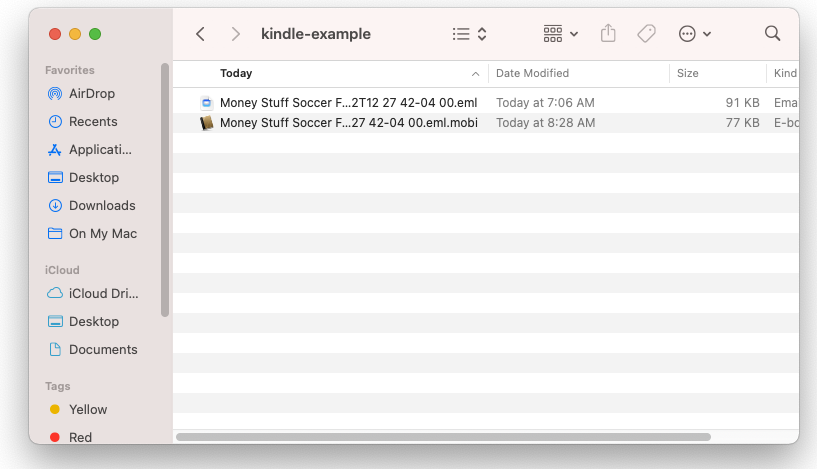 kindle-example
Favorites
AirDrop
Recents
Applicati...
Desktop
Downloads
On My Mac
iCloud
iCloud Dri...
Desktop
Documents
Tags
Yellow
Red
Today Date Modified Size Kind
Money Stuff Soccer F...2T12 27 42-04 00.eml Today at 7:06 AM 91 KB Ema
Money Stuff Soccer F...27 42-04 00.eml.mobi Today at 8:28 AM 77 KB E-bo